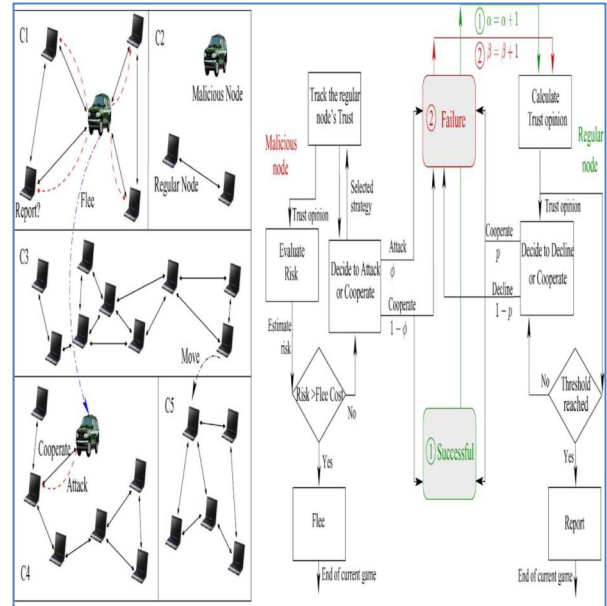 C1
C2
Malicious Node
Regular Node
Report?
Flee
C3
Move
C4
Cooperate
Attack
C5
① α = α + 1
② β = β + 1
Track the regular
node's Trust
Malicious
node
Trust opinion
Selected
strategy
Evaluate
Risk
Estimate
risk
Decide to Attack
or Cooperate
Attack
ϕ
Cooperate
1 − ϕ
Risk >Flee Cost
No
Yes
Flee
End of current game
② Failure
① Successful
Calculate
Trust opinion
Regular
node
Trust opinion
Cooperate
p
Decide to Decline
or Cooperate
Decline
1 − p
No
Threshold
reached
Yes
Report
End of current game